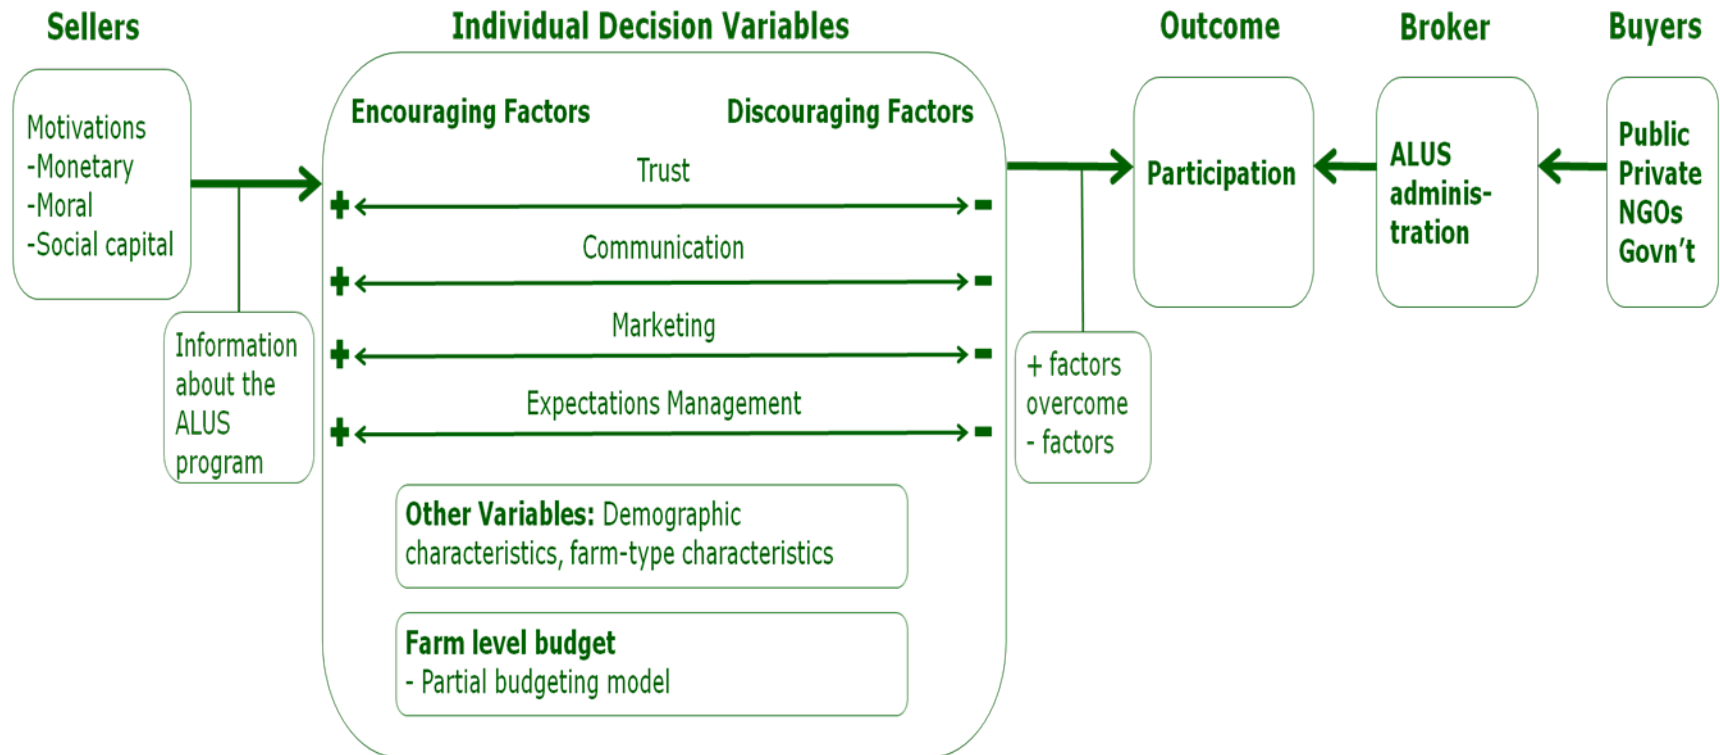 Sellers
Individual Decision Variables
Outcome
Broker
Buyers
Motivations
-Monetary
-Moral
-Social capital
Information
about the
ALUS
program
Encouraging Factors
Discouraging Factors
Trust
+ -
Communication
+ -
Marketing
+ -
Expectations Management
+ -
Other Variables: Demographic
characteristics, farm-type characteristics
Farm level budget
- Partial budgeting model
+ factors
overcome
- factors
Participation
ALUS
adminis-
tration
Public
Private
NGOs
Govn't